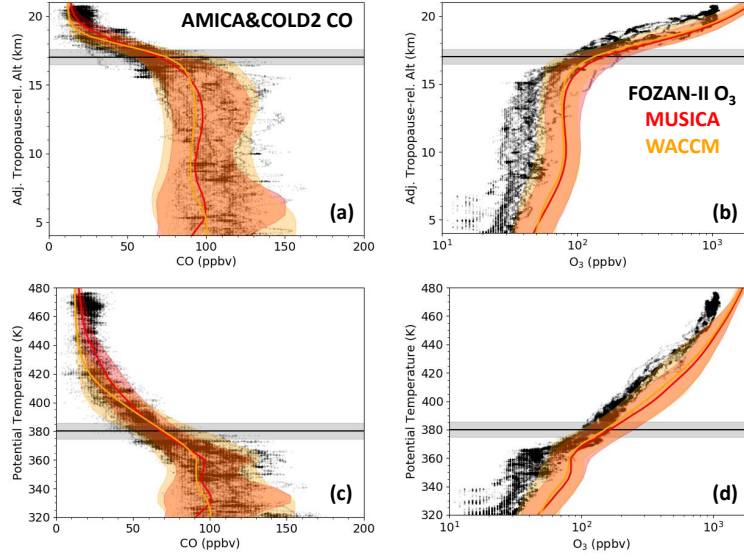 AMICA&COLD2 CO
20
15
10
5
Adj. Tropopause-rel. Alt (km)
(a)
0
50
100
150
200
CO (ppbv)
FOZAN-II O₃
MUSICA
WACCM
20
15
10
5
Adj. Tropopause-rel. Alt (km)
(b)
10¹
10²
10³
O₃ (ppbv)
480
460
440
420
400
380
360
340
320
Potential Temperature (K)
(c)
0
50
100
150
200
CO (ppbv)
480
460
440
420
400
380
360
340
320
Potential Temperature (K)
(d)
10¹
10²
10³
O₃ (ppbv)